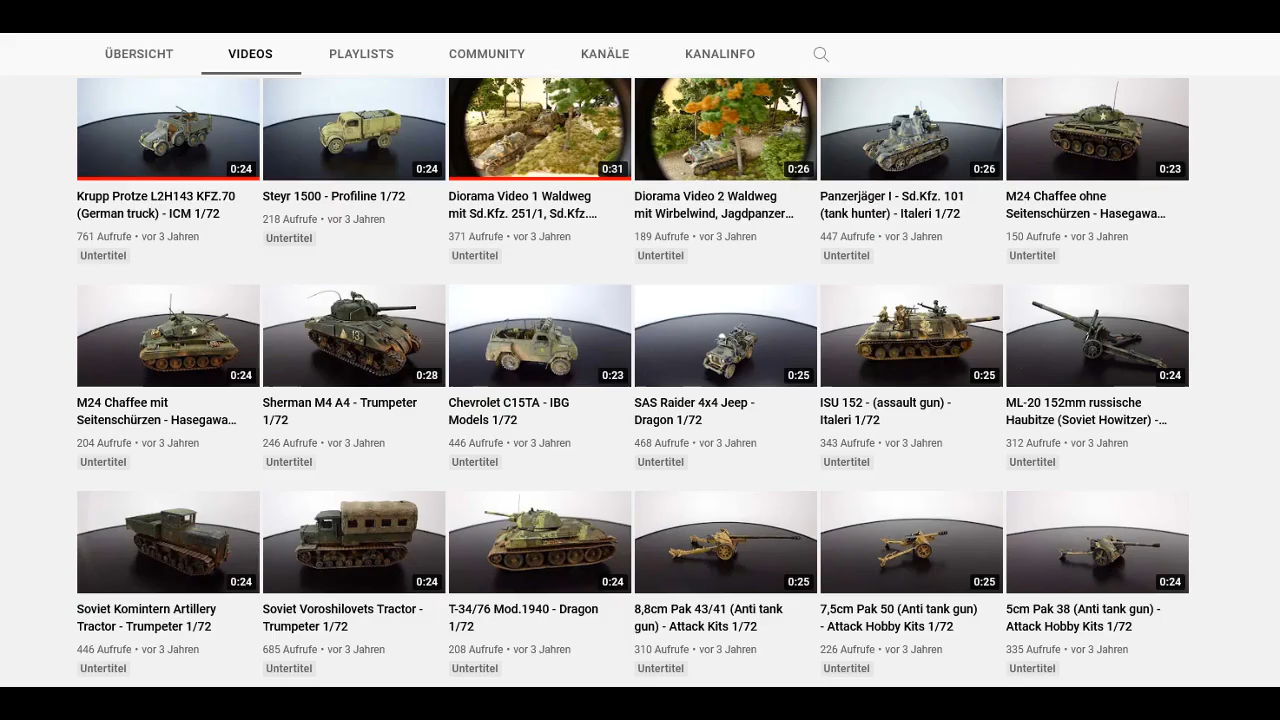 ÜBERSICHT VIDEOS PLAYLISTS COMMUNITY KANÄLE KANALINFO
0:24 0:24 0:31 0:26 0:26 0:23
Krupp Protze L2H143 KFZ.70
(German truck) - ICM 1/72
761 Aufrufe • vor 3 Jahren
Untertitel
Steyr 1500 - Profiline 1/72
218 Aufrufe • vor 3 Jahren
Untertitel
Diorama Video 1 Waldweg
mit Sd.Kfz. 251/1, Sd.Kfz....
371 Aufrufe • vor 3 Jahren
Untertitel
Diorama Video 2 Waldweg
mit Wirbelwind, Jagdpanzer...
189 Aufrufe • vor 3 Jahren
Untertitel
Panzerjäger I - Sd.Kfz. 101
(tank hunter) - Italeri 1/72
447 Aufrufe • vor 3 Jahren
Untertitel
M24 Chaffee ohne
Seitenschürzen - Hasegawa...
150 Aufrufe • vor 3 Jahren
Untertitel
0:24 0:28 0:23 0:25 0:25 0:24
M24 Chaffee mit
Seitenschürzen - Hasegawa...
204 Aufrufe • vor 3 Jahren
Untertitel
13
Sherman M4 A4 - Trumpeter
1/72
246 Aufrufe • vor 3 Jahren
Untertitel
Chevrolet C15TA - IBG
Models 1/72
446 Aufrufe • vor 3 Jahren
Untertitel
SAS Raider 4x4 Jeep -
Dragon 1/72
468 Aufrufe • vor 3 Jahren
Untertitel
ISU 152 - (assault gun) -
Italeri 1/72
343 Aufrufe • vor 3 Jahren
Untertitel
ML-20 152mm russische
Haubitze (Soviet Howitzer) -...
312 Aufrufe • vor 3 Jahren
Untertitel
0:24 0:24 0:24 0:25 0:25 0:24
Soviet Komintern Artillery
Tractor - Trumpeter 1/72
446 Aufrufe • vor 3 Jahren
Untertitel
Soviet Voroshilovets Tractor -
Trumpeter 1/72
685 Aufrufe • vor 3 Jahren
Untertitel
T-34/76 Mod.1940 - Dragon
1/72
208 Aufrufe • vor 3 Jahren
Untertitel
8,8cm Pak 43/41 (Anti tank
gun) - Attack Kits 1/72
310 Aufrufe • vor 3 Jahren
Untertitel
7,5cm Pak 50 (Anti tank gun)
- Attack Hobby Kits 1/72
226 Aufrufe • vor 3 Jahren
Untertitel
5cm Pak 38 (Anti tank gun) -
Attack Hobby Kits 1/72
335 Aufrufe • vor 3 Jahren
Untertitel